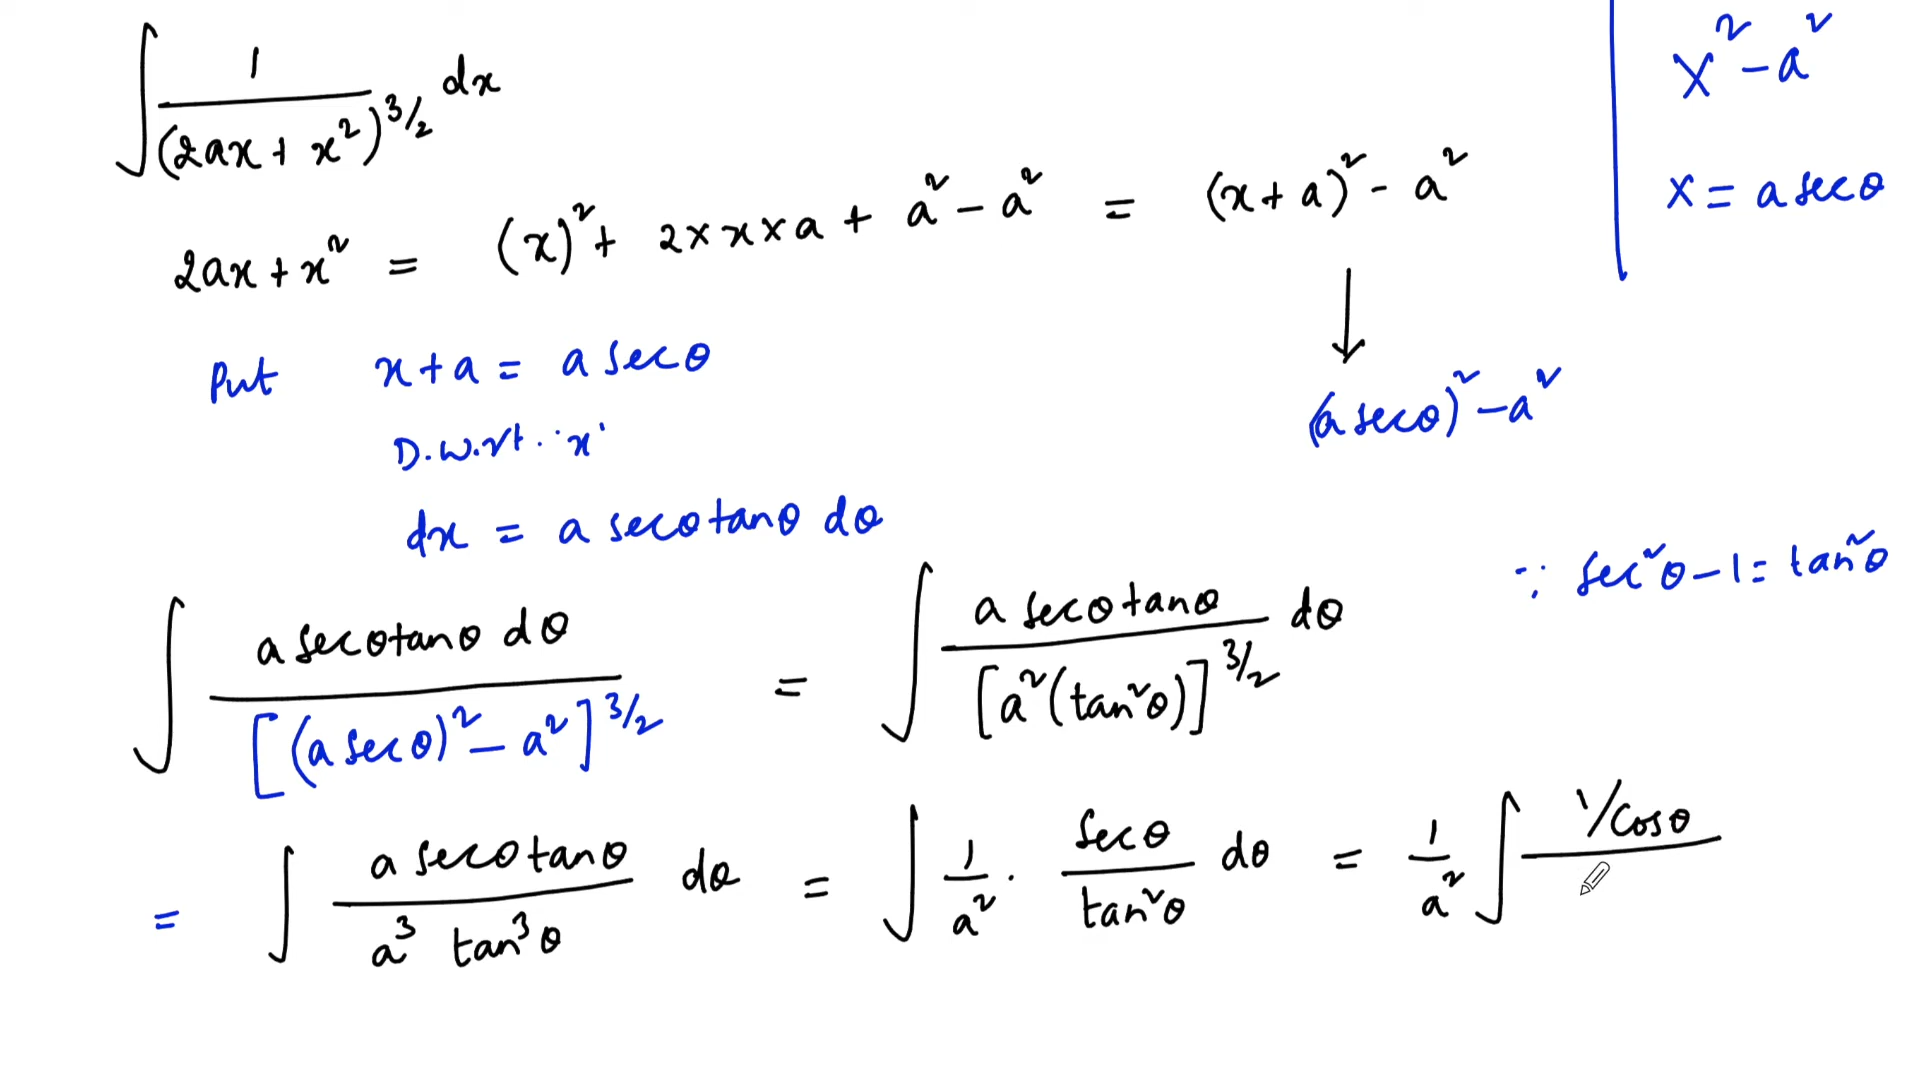 ∫ 1/(2ax + x²)^3/2 dx
x² - a²
x = a secθ
2ax + x² = (x)² + 2 × x × a + a² - a² = (x + a)² - a²
↓
(a secθ)² - a²
Put x + a = a secθ
D.w.r.t. 'x'
dx = a secθ tanθ dθ
∵ sec²θ - 1 = tan²θ
∫ a secθ tanθ dθ / [(a secθ)² - a²]^3/2 = ∫ a secθ tanθ / [a²(tan²θ)]^3/2 dθ
= ∫ a secθ tanθ / a³ tan³θ dθ = ∫ 1/a² · secθ/tan²θ dθ = 1/a² ∫ 1/cosθ